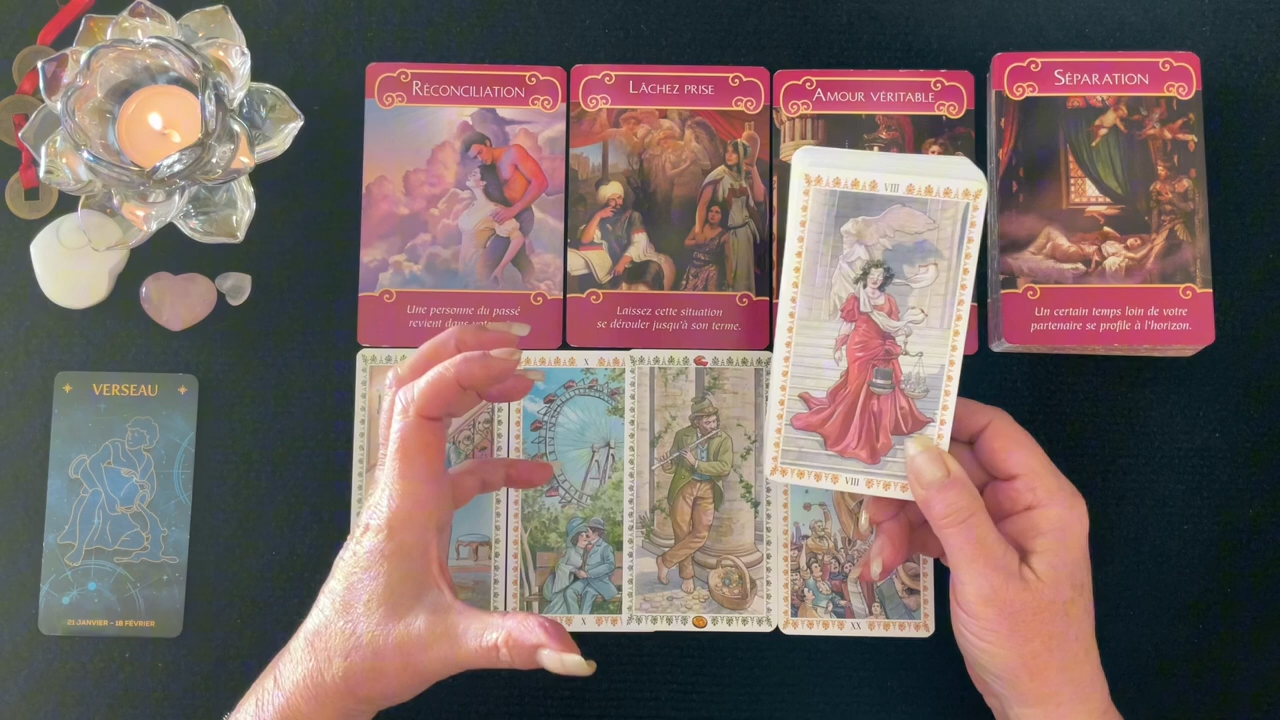 RÉCONCILIATION
Une personne du passé
revient dans
LÂCHEZ PRISE
Laissez cette situation
se dérouler jusqu'à son terme.
AMOUR VÉRITABLE
SÉPARATION
Un certain temps loin de votre
partenaire se profile à l'horizon.
VIII
VIII
VERSEAU
21 JANVIER - 18 FÉVRIER
X
X
XX